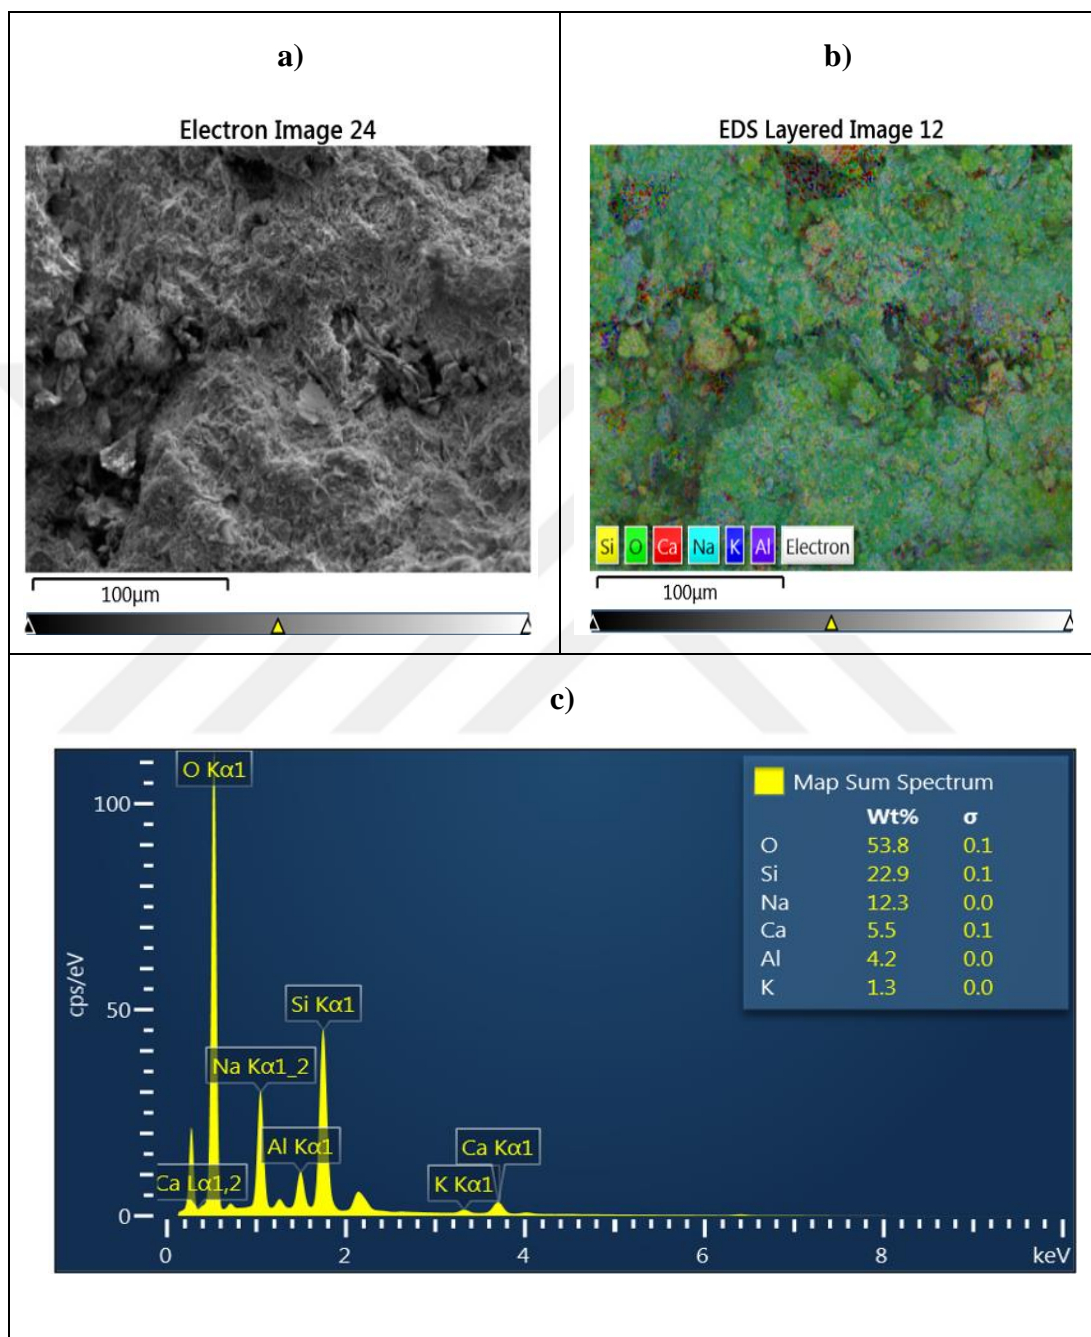 a)
b)
Electron Image 24
EDS Layered Image 12
Si O Ca Na K Al Electron
100µm
100µm
c)
O Kα1
Map Sum Spectrum
Wt% σ
O 53.8 0.1
Si 22.9 0.1
Na 12.3 0.0
Ca 5.5 0.1
Al 4.2 0.0
K 1.3 0.0
100
cps/eV
50
Si Kα1
Na Kα1_2
Al Kα1
Ca Kα1
K Kα1
Ca Lα1,2
0
0 2 4 6 8 keV